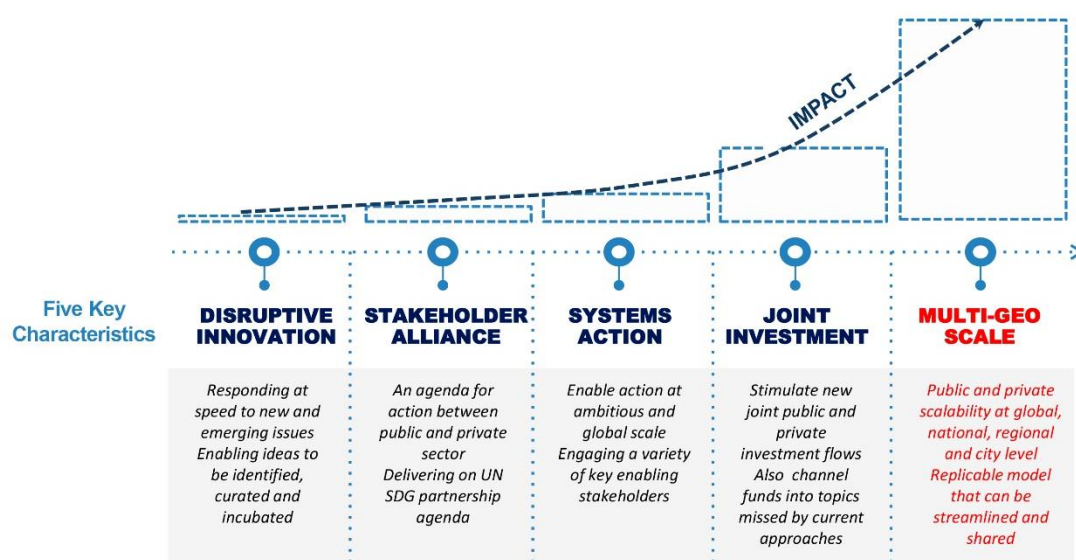 IMPACT
Five Key
Characteristics
DISRUPTIVE
INNOVATION
Responding at
speed to new and
emerging issues
Enabling ideas to
be identified,
curated and
incubated
STAKEHOLDER
ALLIANCE
An agenda for
action between
public and private
sector
Delivering on UN
SDG partnership
agenda
SYSTEMS
ACTION
Enable action at
ambitious and
global scale
Engaging a variety
of key enabling
stakeholders
JOINT
INVESTMENT
Stimulate new
joint public and
private
investment flows
Also channel
funds into topics
missed by current
approaches
MULTI-GEO
SCALE
Public and private
scalability at global,
national, regional
and city level
Replicable model
that can be
streamlined and
shared